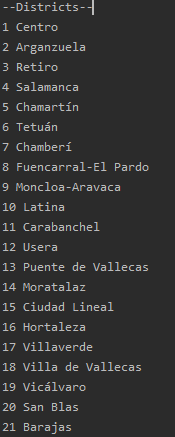 --Districts--
1 Centro
2 Arganzuela
3 Retiro
4 Salamanca
5 Chamartín
6 Tetuán
7 Chamberí
8 Fuencarral-El Pardo
9 Moncloa-Aravaca
10 Latina
11 Carabanchel
12 Usera
13 Puente de Vallecas
14 Moratalaz
15 Ciudad Lineal
16 Hortaleza
17 Villaverde
18 Villa de Vallecas
19 Vicálvaro
20 San Blas
21 Barajas